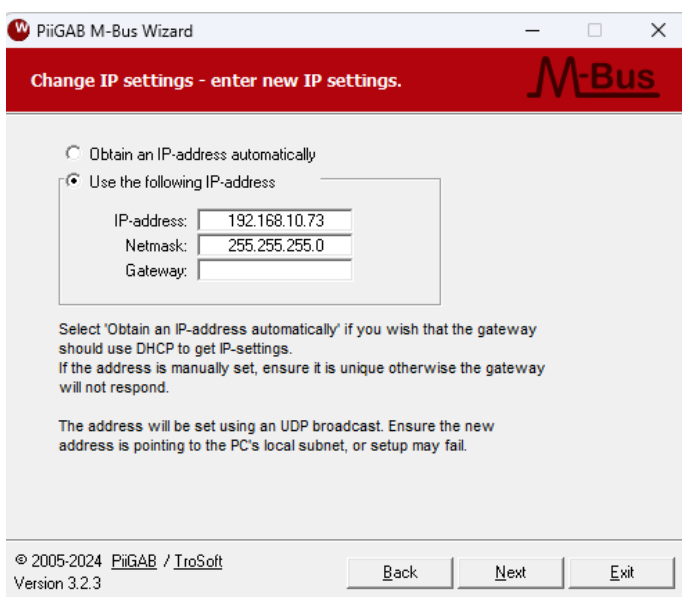 W PiiGAB M-Bus Wizard
Change IP settings - enter new IP settings.
M-Bus
Obtain an IP-address automatically
Use the following IP-address
IP-address: 192.168.10.73
Netmask: 255.255.255.0
Gateway:
Select 'Obtain an IP-address automatically' if you wish that the gateway
should use DHCP to get IP-settings.
If the address is manually set, ensure it is unique otherwise the gateway
will not respond.
The address will be set using an UDP broadcast. Ensure the new
address is pointing to the PC's local subnet, or setup may fail.
© 2005-2024 PiiGAB / TroSoft
Version 3.2.3
Back Next Exit